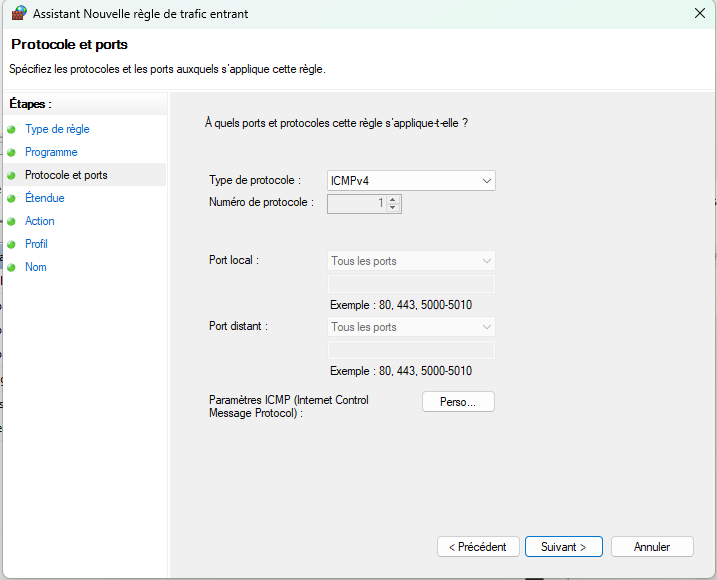 Assistant Nouvelle règle de trafic entrant
Protocole et ports
Spécifiez les protocoles et les ports auxquels s'applique cette règle.
Étapes :
Type de règle
Programme
Protocole et ports
Étendue
Action
Profil
Nom
À quels ports et protocoles cette règle s'applique-t-elle ?
Type de protocole : ICMPv4
Numéro de protocole : 1
Port local : Tous les ports
Exemple : 80, 443, 5000-5010
Port distant : Tous les ports
Exemple : 80, 443, 5000-5010
Paramètres ICMP (Internet Control
Message Protocol) :
Perso...
< Précédent Suivant > Annuler